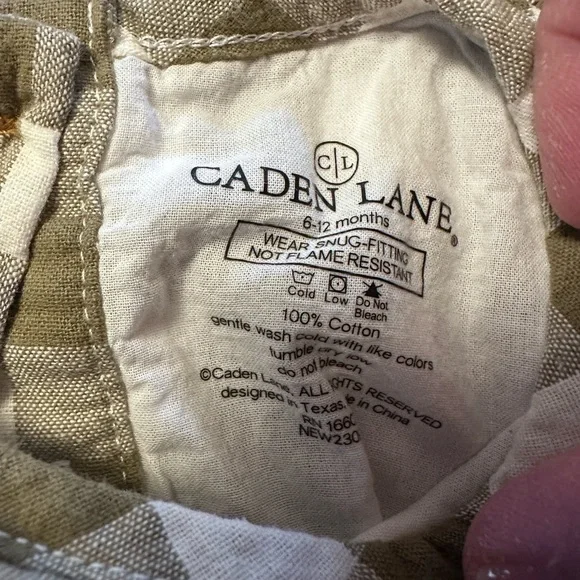 C|L
CADEN LANE®
6-12 months
WEAR SNUG-FITTING
NOT FLAME RESISTANT
Cold Low Do Not
Bleach
100% Cotton
gentle wash cold with like colors
tumble dry low
do not bleach
©Caden Lane, ALL RIGHTS RESERVED
designed in Texas in China
RN 166
NEW230